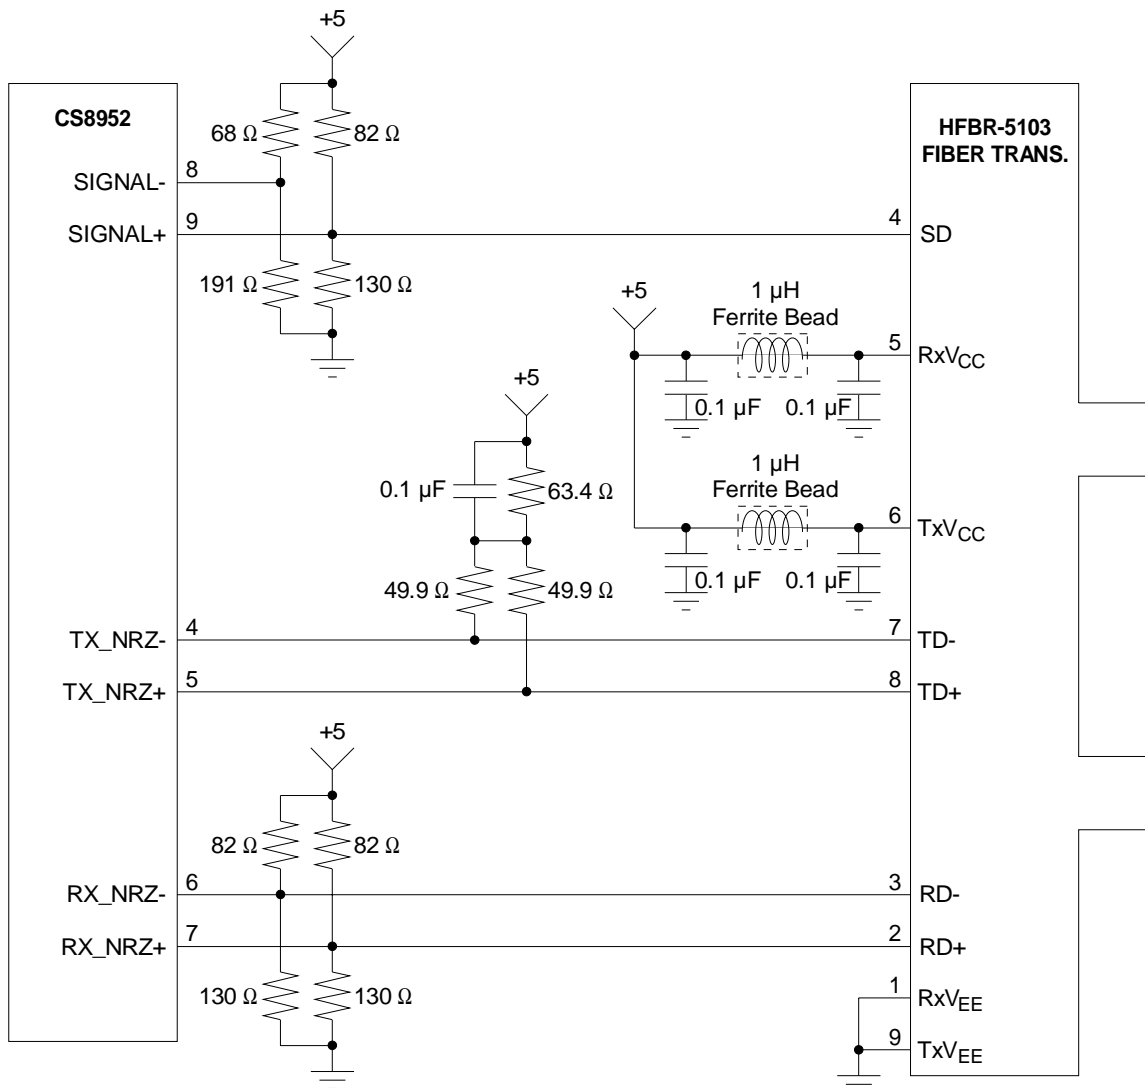 +5
CS8952
HFBR-5103
FIBER TRANS.
68 Ω
82 Ω
SIGNAL-
8
SIGNAL+
9
4
SD
191 Ω
130 Ω
+5
1 µH
Ferrite Bead
5
RxVCC
0.1 µF
0.1 µF
+5
0.1 µF
63.4 Ω
1 µH
Ferrite Bead
6
TxVCC
0.1 µF
0.1 µF
49.9 Ω
49.9 Ω
TX_NRZ-
4
7
TD-
TX_NRZ+
5
8
TD+
+5
82 Ω
82 Ω
RX_NRZ-
6
3
RD-
RX_NRZ+
7
2
RD+
130 Ω
130 Ω
1
RxVEE
9
TxVEE